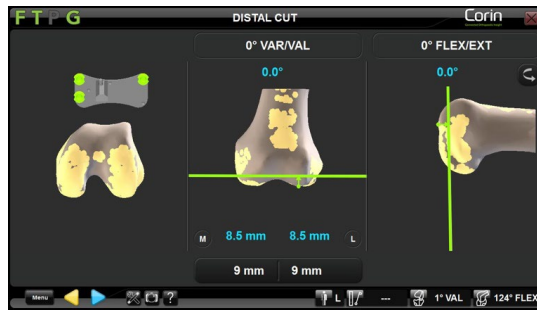 F T P G
DISTAL CUT
Corin
0° VAR/VAL
0° FLEX/EXT
0.0°
0.0°
M 8.5 mm 8.5 mm L
9 mm 9 mm
Menu ? L --- 1° VAL 124° FLEX